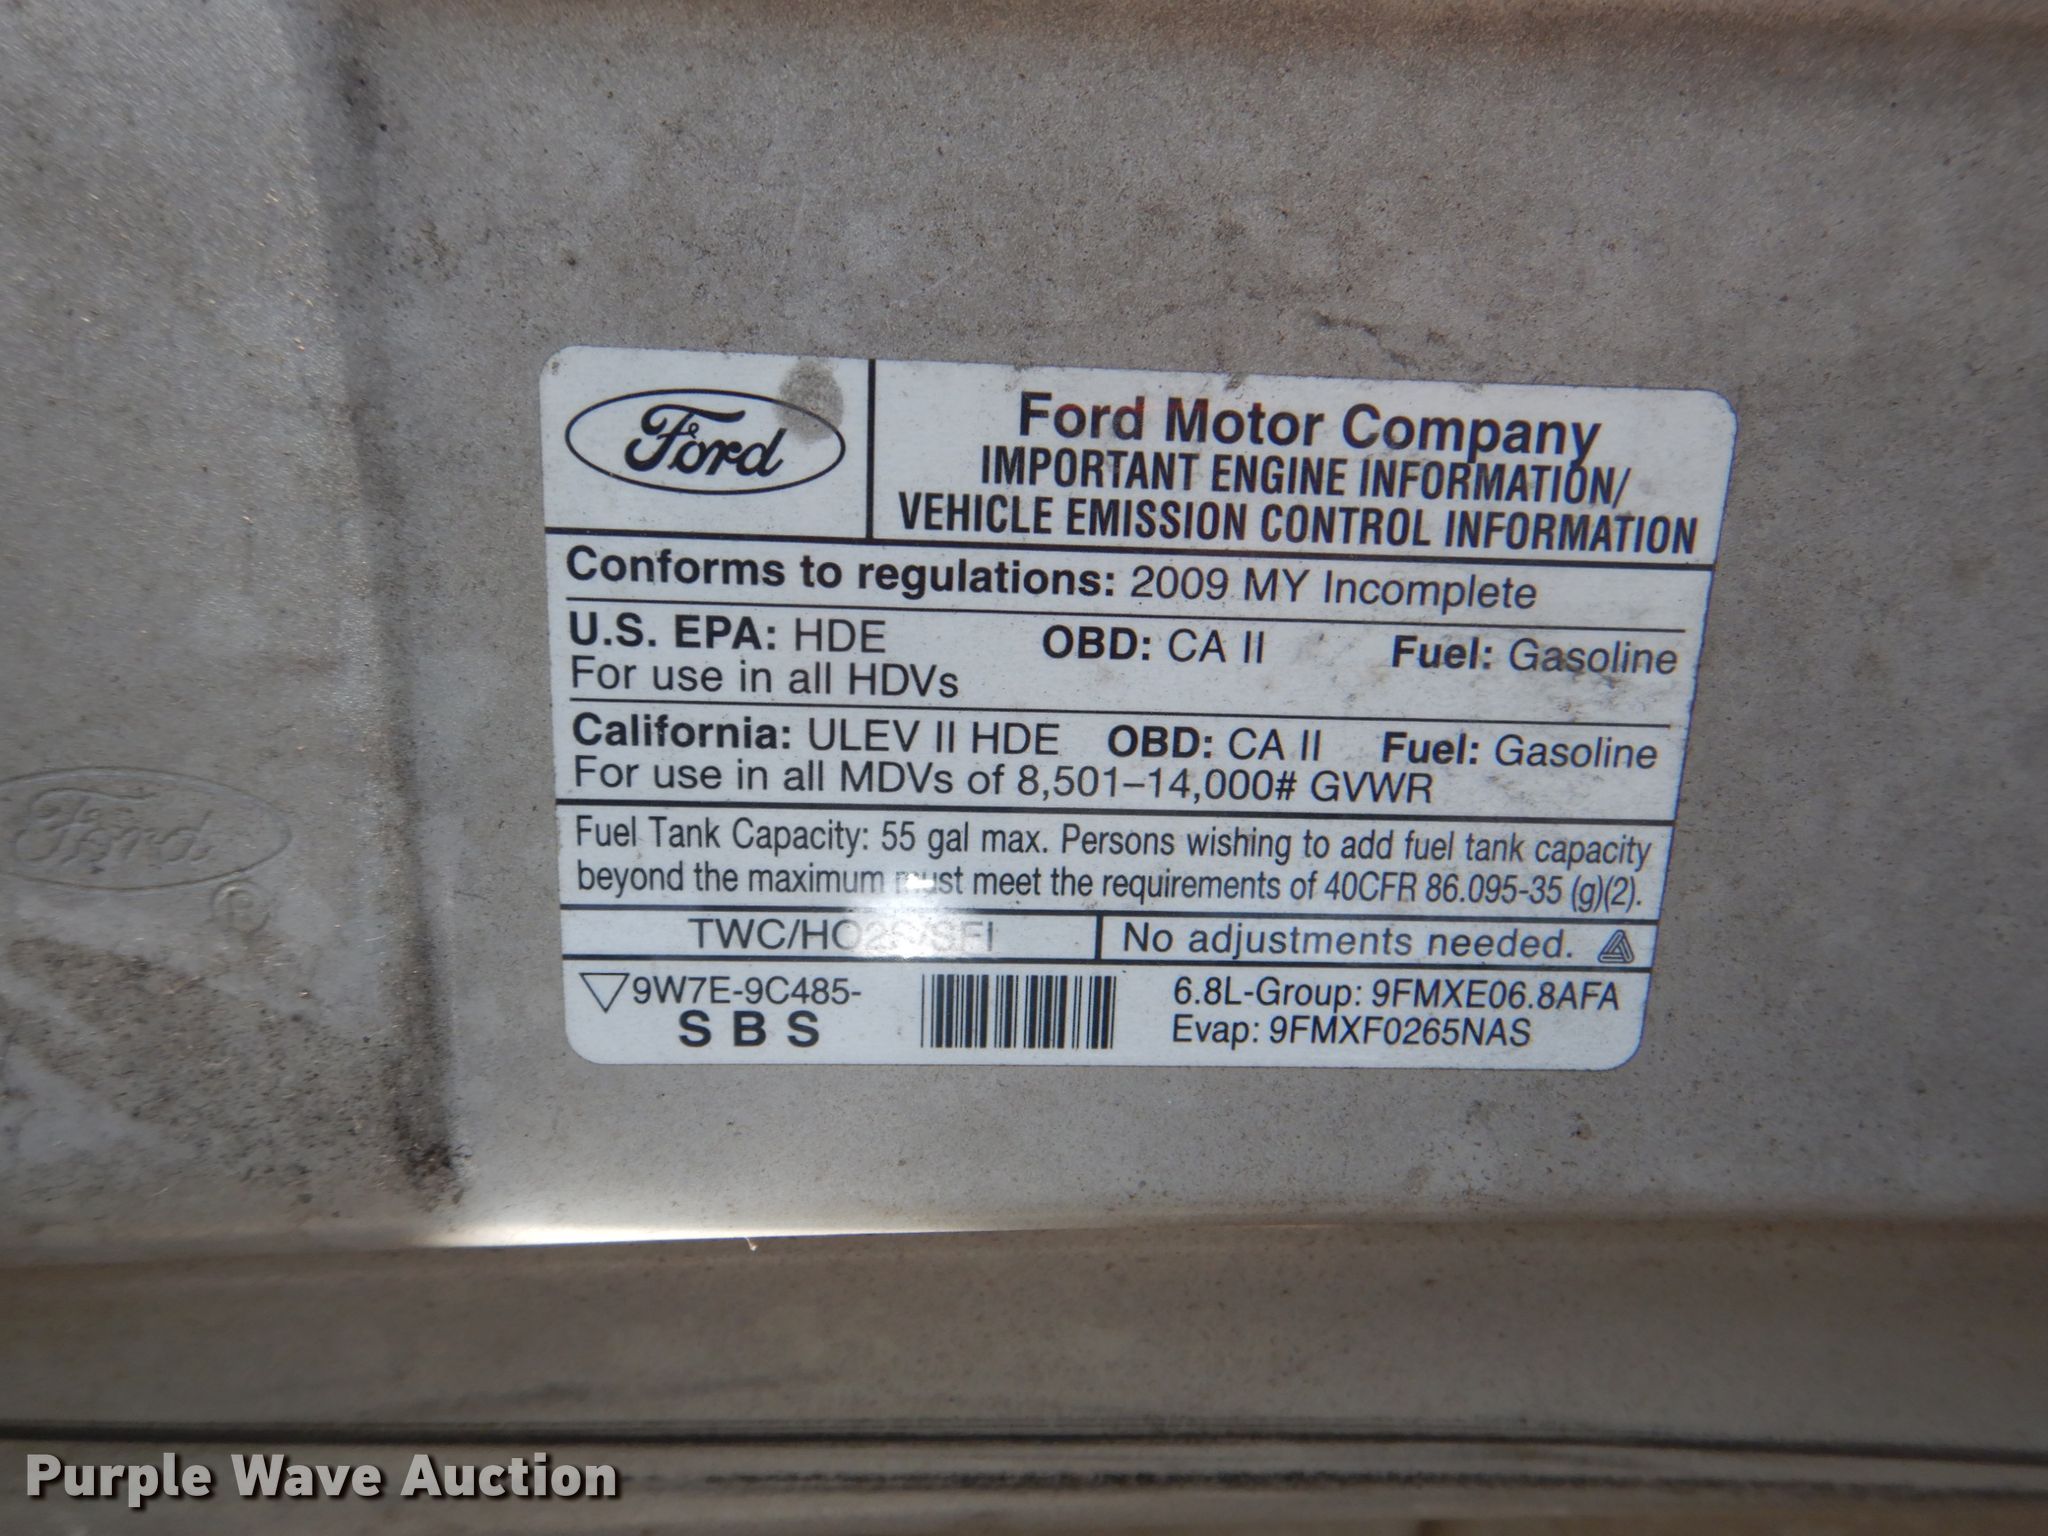 Ford
Ford Motor Company
IMPORTANT ENGINE INFORMATION/
VEHICLE EMISSION CONTROL INFORMATION
Conforms to regulations: 2009 MY Incomplete
U.S. EPA: HDE OBD: CA II Fuel: Gasoline
For use in all HDVs
California: ULEV II HDE OBD: CA II Fuel: Gasoline
For use in all MDVs of 8,501–14,000# GVWR
Fuel Tank Capacity: 55 gal max. Persons wishing to add fuel tank capacity
beyond the maximum must meet the requirements of 40CFR 86.095-35 (g)(2).
TWC/HO2S/SFI No adjustments needed.
9W7E-9C485- 6.8L-Group: 9FMXE06.8AFA
S B S Evap: 9FMXF0265NAS
Ford
®
Purple Wave Auction